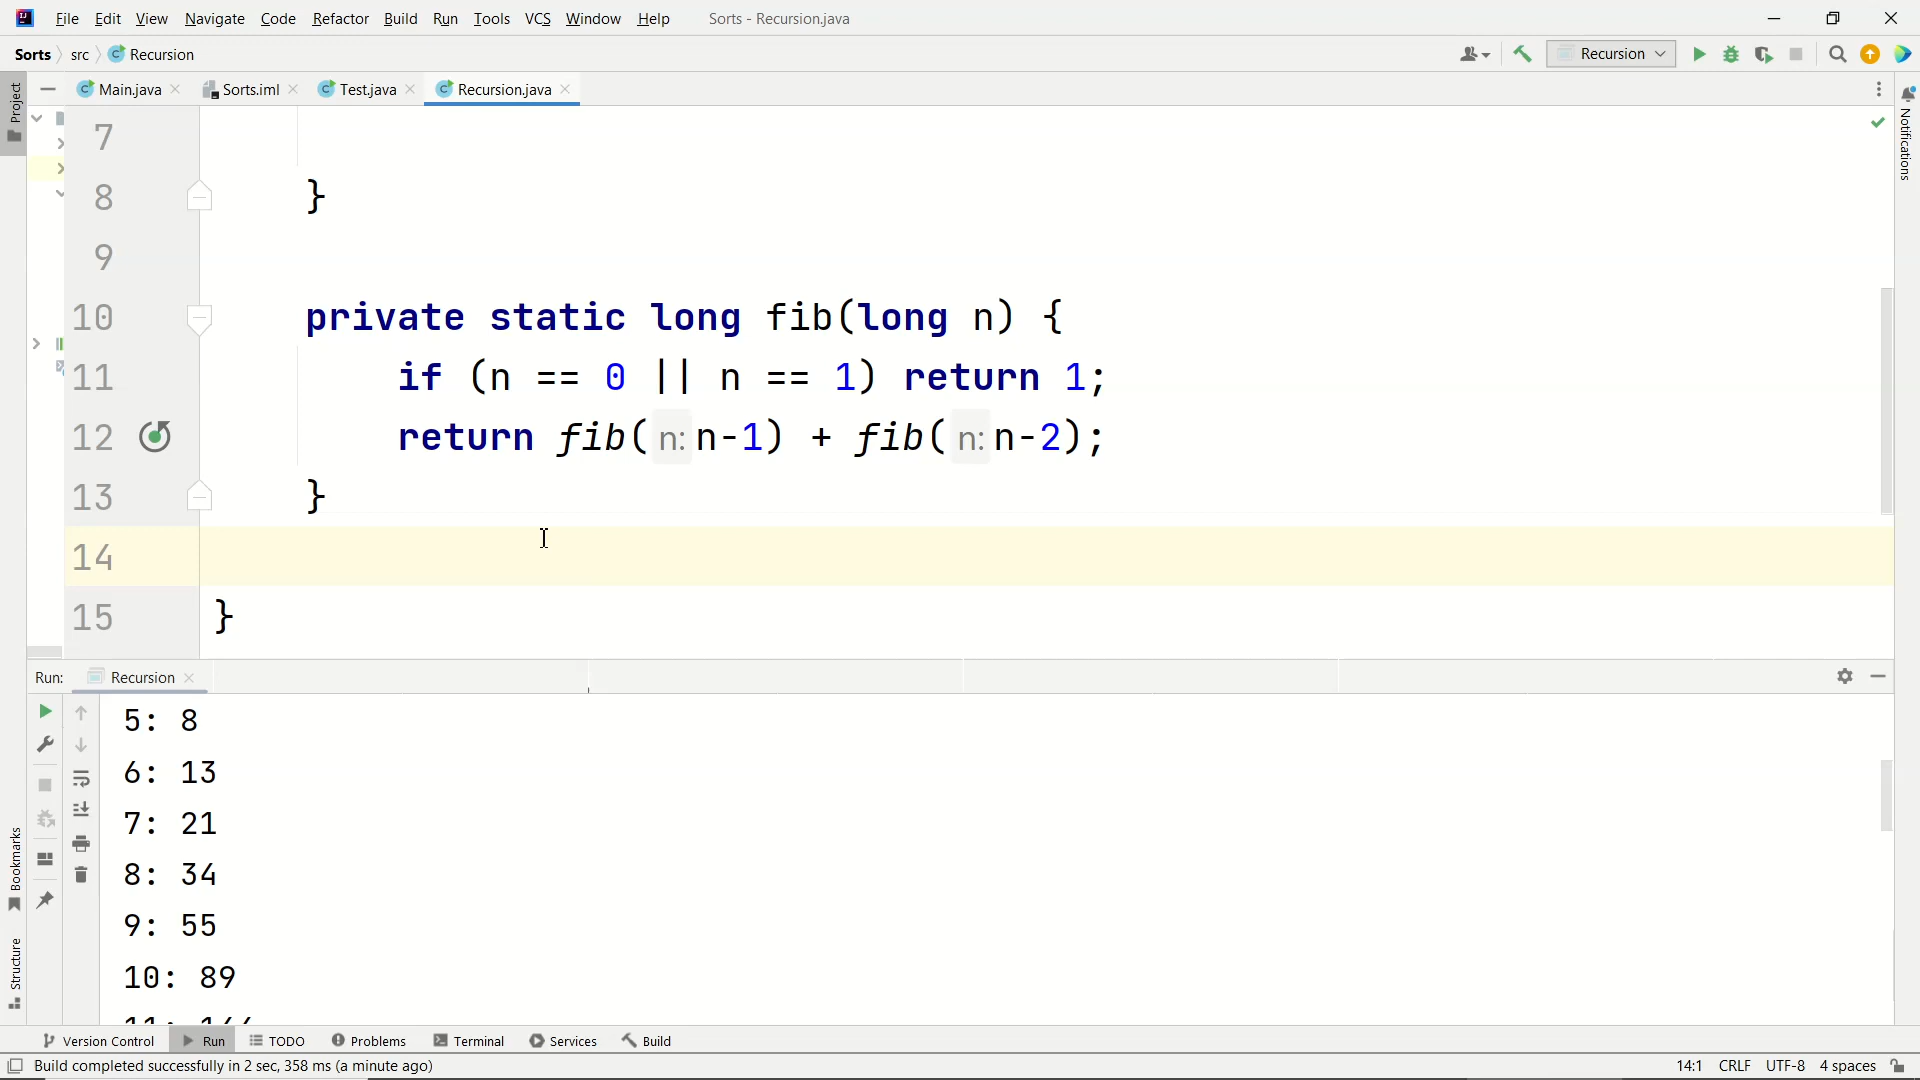 File Edit View Navigate Code Refactor Build Run Tools VCS Window Help Sorts - Recursion.java
Sorts src Recursion Recursion
Project
Main.java Sorts.iml Test.java Recursion.java
Notifications
7
8 }
9
10 private static long fib(long n) {
11 if (n == 0 || n == 1) return 1;
12 return fib( n: n-1) + fib( n: n-2);
13 }
14
15 }
Run: Recursion
5: 8
6: 13
7: 21
8: 34
9: 55
10: 89
11: 144
Bookmarks
Structure
Version Control Run TODO Problems Terminal Services Build
Build completed successfully in 2 sec, 358 ms (a minute ago) 14:1 CRLF UTF-8 4 spaces